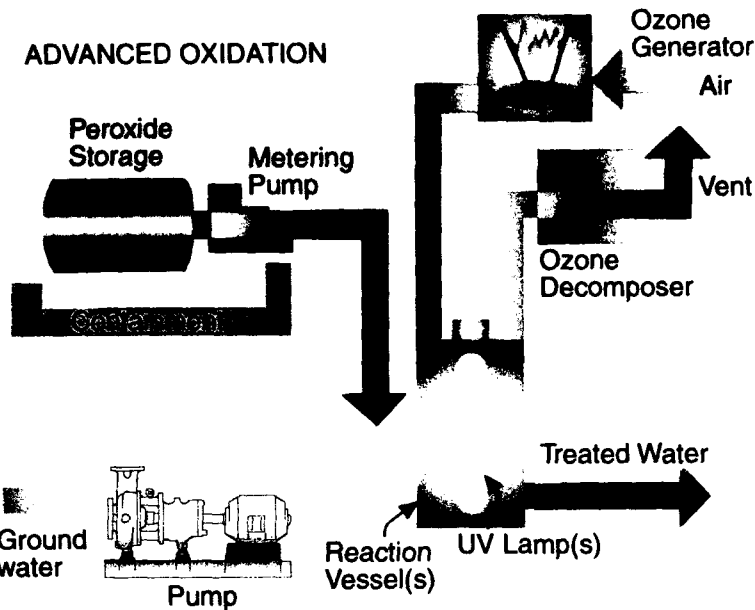 ADVANCED OXIDATION
Ozone
Generator
Air
Peroxide
Storage
Metering
Pump
Vent
Ozone
Decomposer
Containment
Treated Water
Ground
water
Pump
Reaction
Vessel(s)
UV Lamp(s)